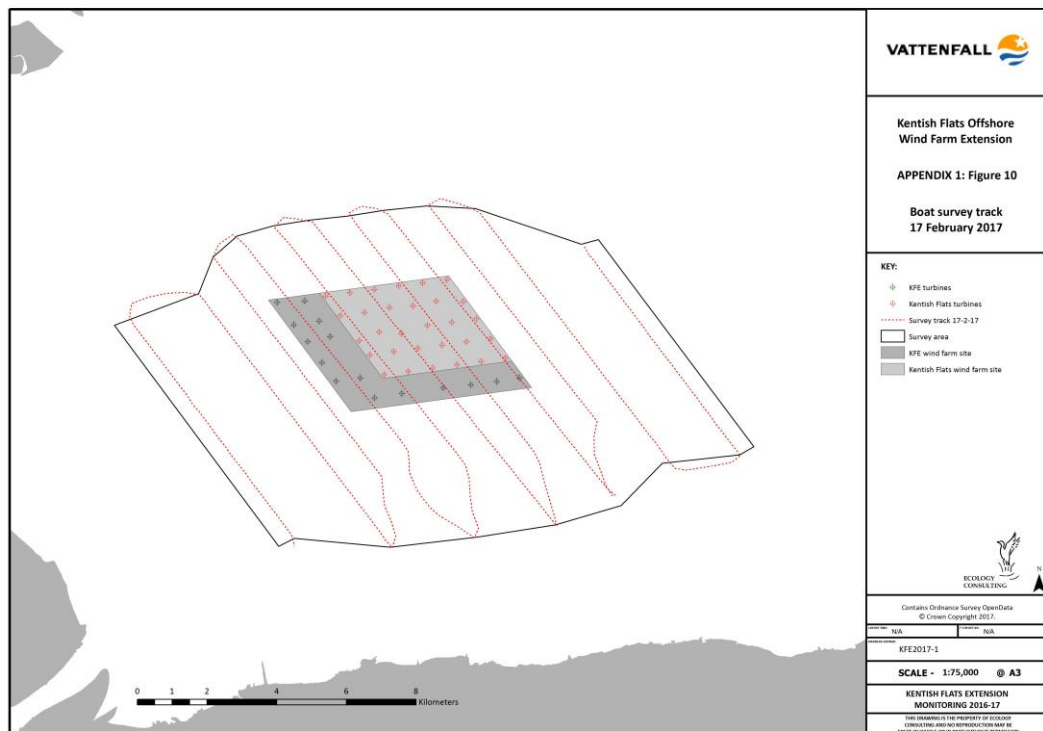 VATTENFALL
Kentish Flats Offshore
Wind Farm Extension
APPENDIX 1: Figure 10
Boat survey track
17 February 2017
KEY:
KFE turbines
Kentish Flats turbines
Survey track 17-2-17
Survey area
KFE wind farm site
Kentish Flats wind farm site
ECOLOGY
CONSULTING
N
Contains Ordnance Survey OpenData
© Crown Copyright 2017.
N/A
N/A
KFE2017-1
SCALE - 1:75,000 @ A3
KENTISH FLATS EXTENSION
MONITORING 2016-17
THIS DRAWING IS THE PROPERTY OF ECOLOGY
CONSULTING AND NO REPRODUCTION MAY BE
0 1 2 4 6 8
Kilometers